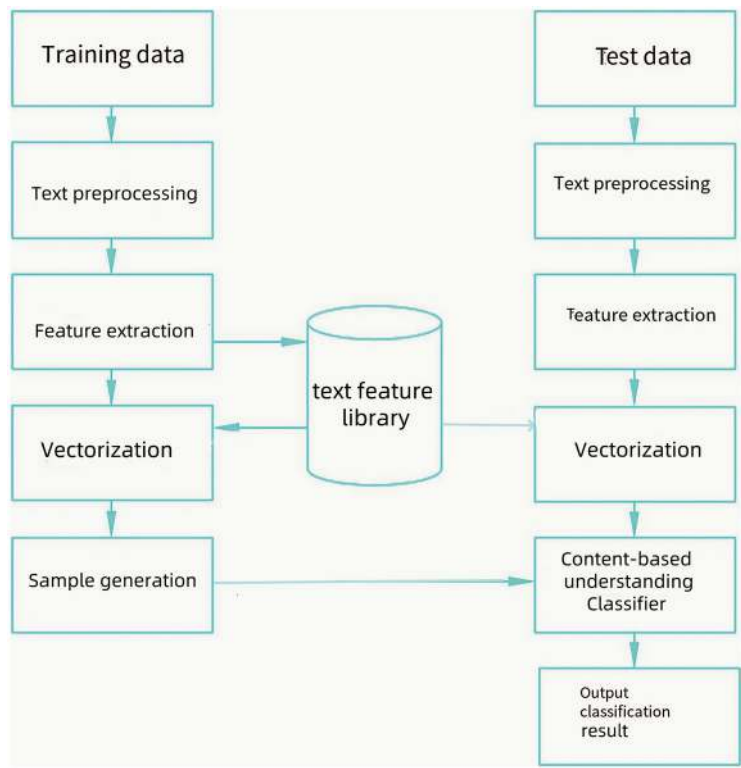 Training data
Text preprocessing
Feature extraction
Vectorization
Sample generation
text feature
library
Test data
Text preprocessing
Teature extraction
Vectorization
Content-based
understanding
Classifier
Output
classification
result